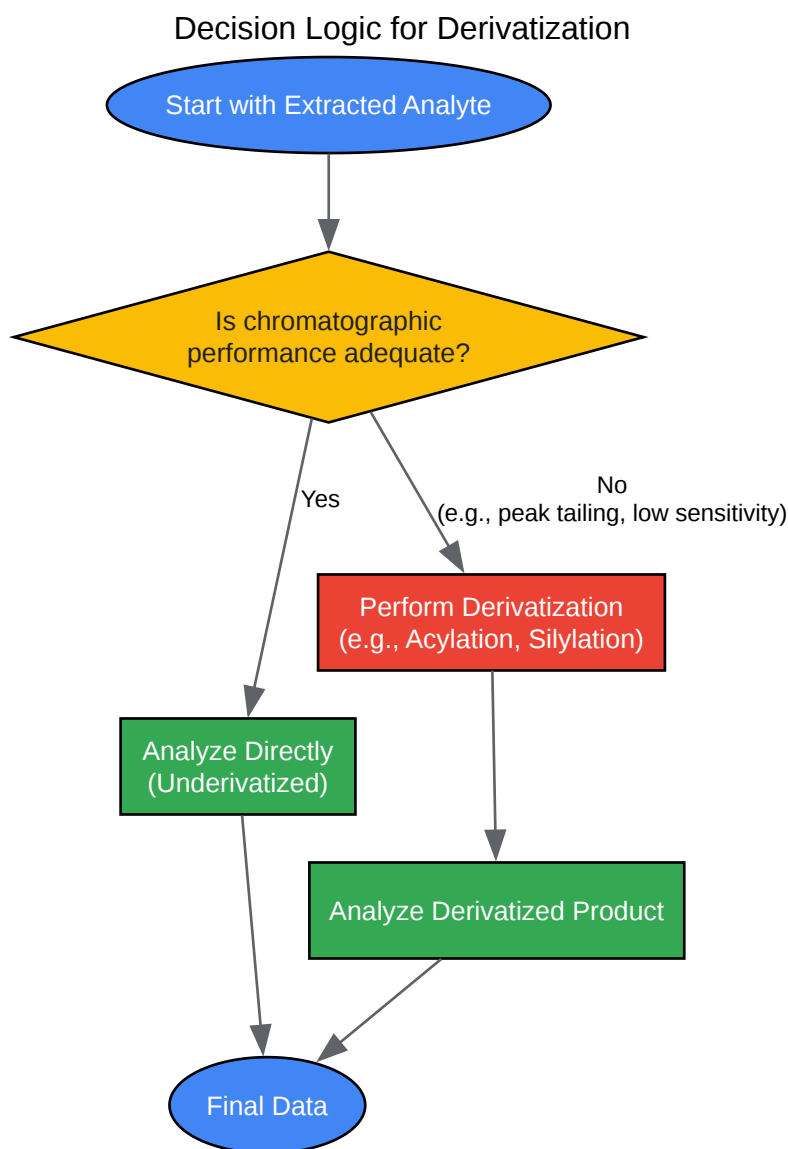 Decision Logic for Derivatization
Start with Extracted Analyte
Is chromatographic
performance adequate?
Yes
No
(e.g., peak tailing, low sensitivity)
Perform Derivatization
(e.g., Acylation, Silylation)
Analyze Directly
(Underivatized)
Analyze Derivatized Product
Final Data